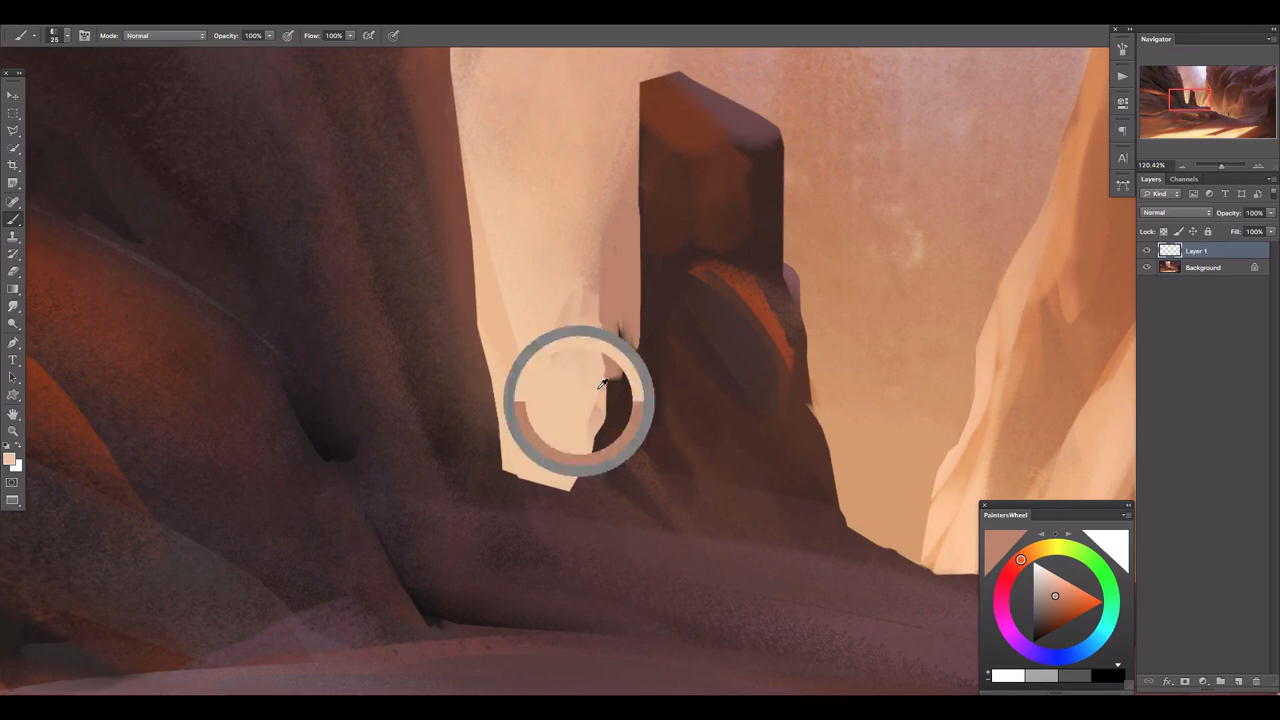 25
Mode: Normal
Opacity: 100%
Flow: 100%
Navigator
120.42%
Layers Channels
Kind
Normal
Opacity: 100%
Lock:
Fill: 100%
Layer 1
Background
PaintersWheel